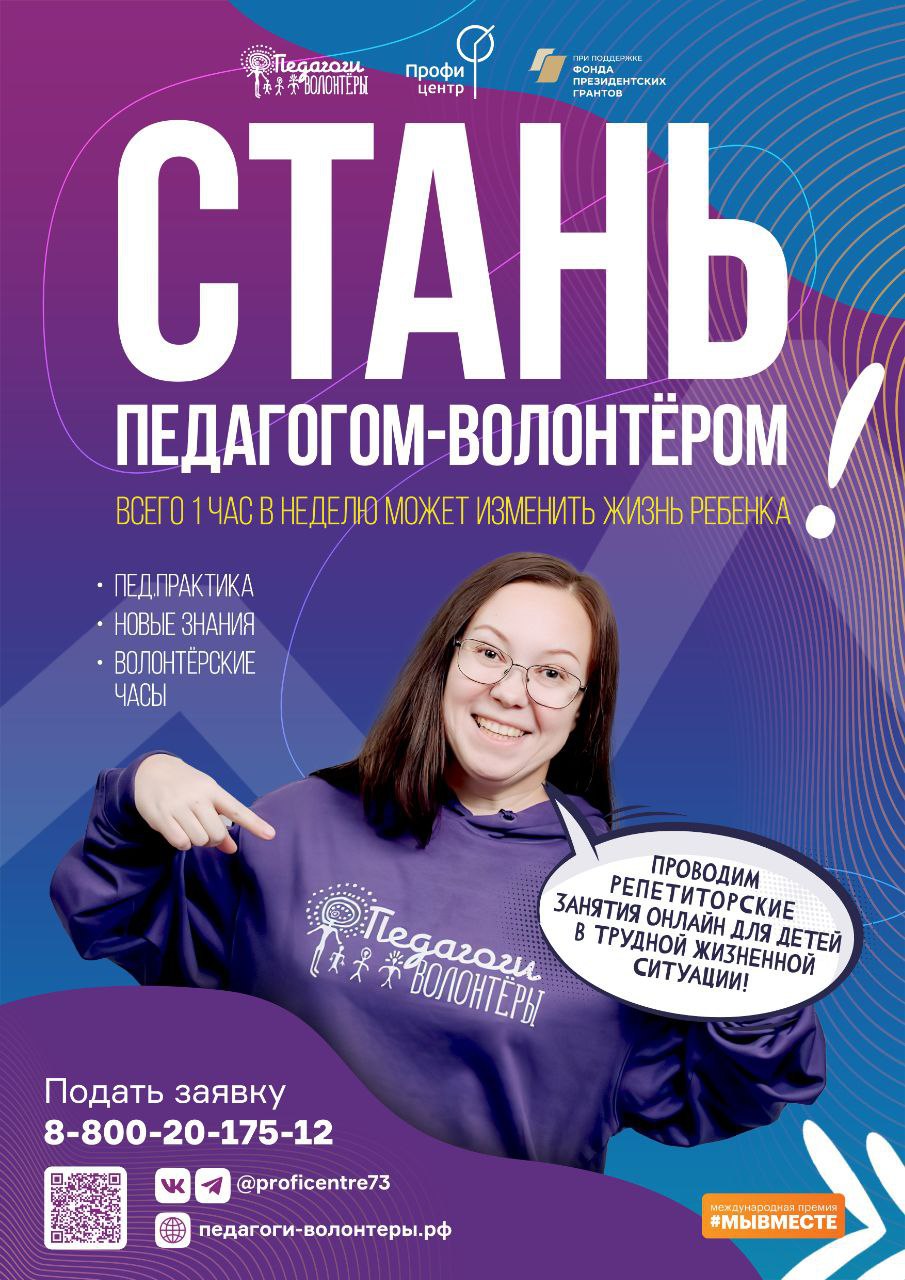 Педагоги
ВОЛОНТЁРЫ
Профи
центр
ПРИ ПОДДЕРЖКЕ
ФОНДА
ПРЕЗИДЕНТСКИХ
ГРАНТОВ
СТАНЬ
ПЕДАГОГОМ-ВОЛОНТЁРОМ!
ВСЕГО 1 ЧАС В НЕДЕЛЮ МОЖЕТ ИЗМЕНИТЬ ЖИЗНЬ РЕБЕНКА
• ПЕД.ПРАКТИКА
• НОВЫЕ ЗНАНИЯ
• ВОЛОНТЁРСКИЕ
ЧАСЫ
ПРОВОДИМ
РЕПЕТИТОРСКИЕ
ЗАНЯТИЯ ОНЛАЙН ДЛЯ ДЕТЕЙ
В ТРУДНОЙ ЖИЗНЕННОЙ
СИТУАЦИИ!
Педагоги
ВОЛОНТЁРЫ
Подать заявку
8-800-20-175-12
@proficentre73
педагоги-волонтеры.рф
международная премия
#МЫВМЕСТЕ